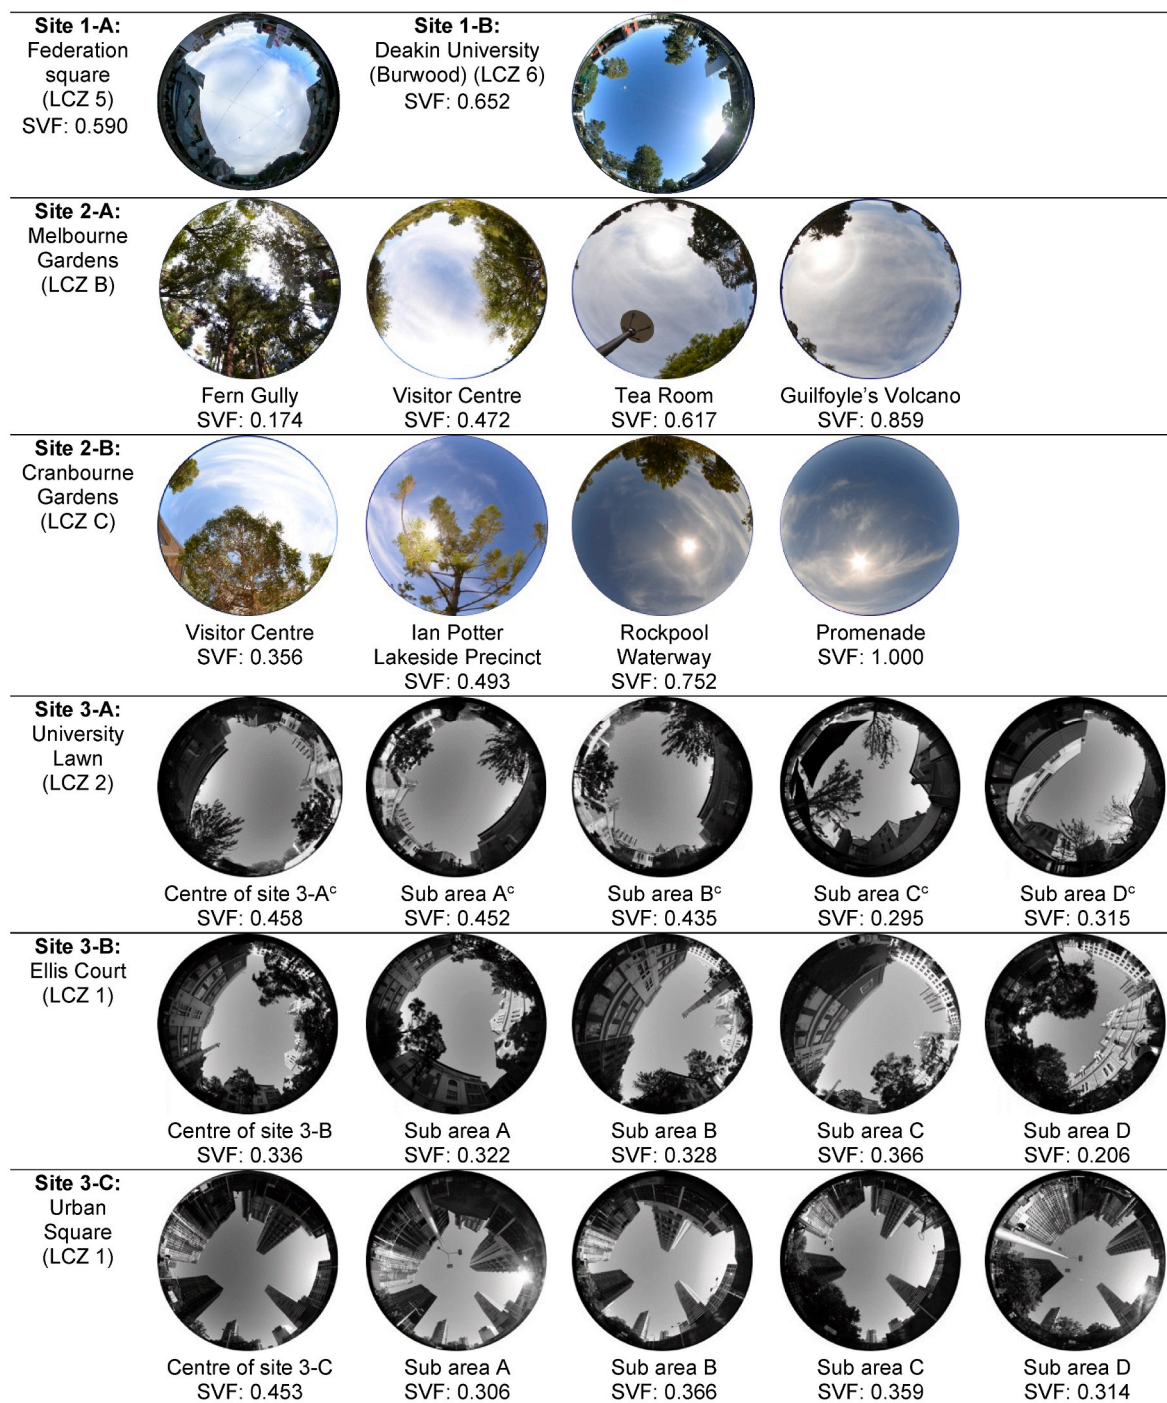 Site 1-A:
Federation
square
(LCZ 5)
SVF: 0.590
Site 1-B:
Deakin University
(Burwood) (LCZ 6)
SVF: 0.652
Site 2-A:
Melbourne
Gardens
(LCZ B)
Fern Gully
SVF: 0.174
Visitor Centre
SVF: 0.472
Tea Room
SVF: 0.617
Guilfoyle’s Volcano
SVF: 0.859
Site 2-B:
Cranbourne
Gardens
(LCZ C)
Visitor Centre
SVF: 0.356
Ian Potter
Lakeside Precinct
SVF: 0.493
Rockpool
Waterway
SVF: 0.752
Promenade
SVF: 1.000
Site 3-A:
University
Lawn
(LCZ 2)
Centre of site 3-Aᶜ
SVF: 0.458
Sub area Aᶜ
SVF: 0.452
Sub area Bᶜ
SVF: 0.435
Sub area Cᶜ
SVF: 0.295
Sub area Dᶜ
SVF: 0.315
Site 3-B:
Ellis Court
(LCZ 1)
Centre of site 3-B
SVF: 0.336
Sub area A
SVF: 0.322
Sub area B
SVF: 0.328
Sub area C
SVF: 0.366
Sub area D
SVF: 0.206
Site 3-C:
Urban
Square
(LCZ 1)
Centre of site 3-C
SVF: 0.453
Sub area A
SVF: 0.306
Sub area B
SVF: 0.366
Sub area C
SVF: 0.359
Sub area D
SVF: 0.314